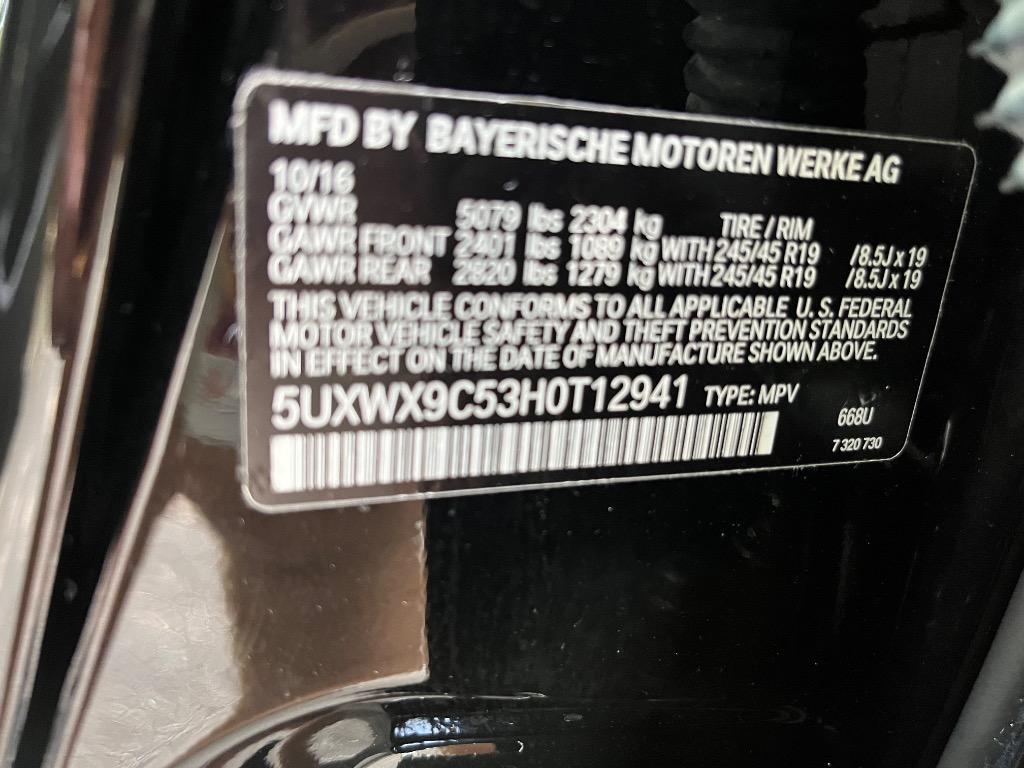 MFD BY BAYERISCHE MOTOREN WERKE AG
10/16
GVWR 5079 lbs 2304 kg TIRE / RIM
GAWR FRONT 2401 lbs 1089 kg WITH 245/45 R19 /8.5J x 19
GAWR REAR 2820 lbs 1279 kg WITH 245/45 R19 /8.5J x 19
THIS VEHICLE CONFORMS TO ALL APPLICABLE U. S. FEDERAL
MOTOR VEHICLE SAFETY AND THEFT PREVENTION STANDARDS
IN EFFECT ON THE DATE OF MANUFACTURE SHOWN ABOVE.
5UXWX9C53H0T12941 TYPE: MPV
668U
7 320 730